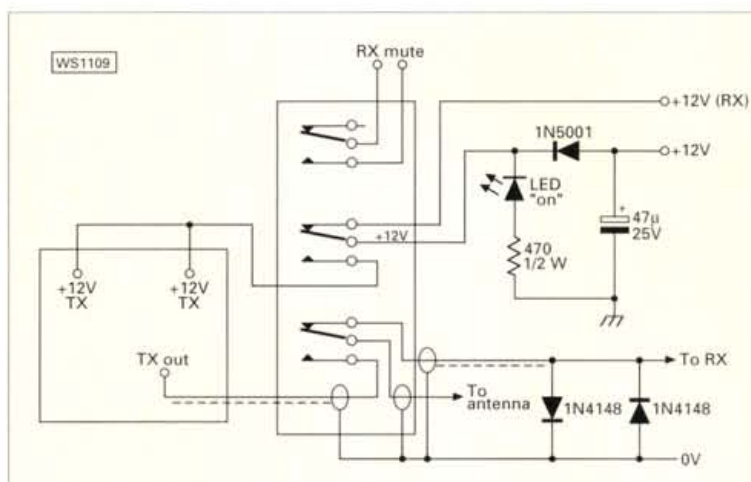 WS1109
RX mute
+12V (RX)
1N5001
+12V
LED
"on"
+
47µ
25V
470
1/2 W
+12V
+12V
TX
+12V
TX
TX out
To RX
To
antenna
1N4148
1N4148
0V